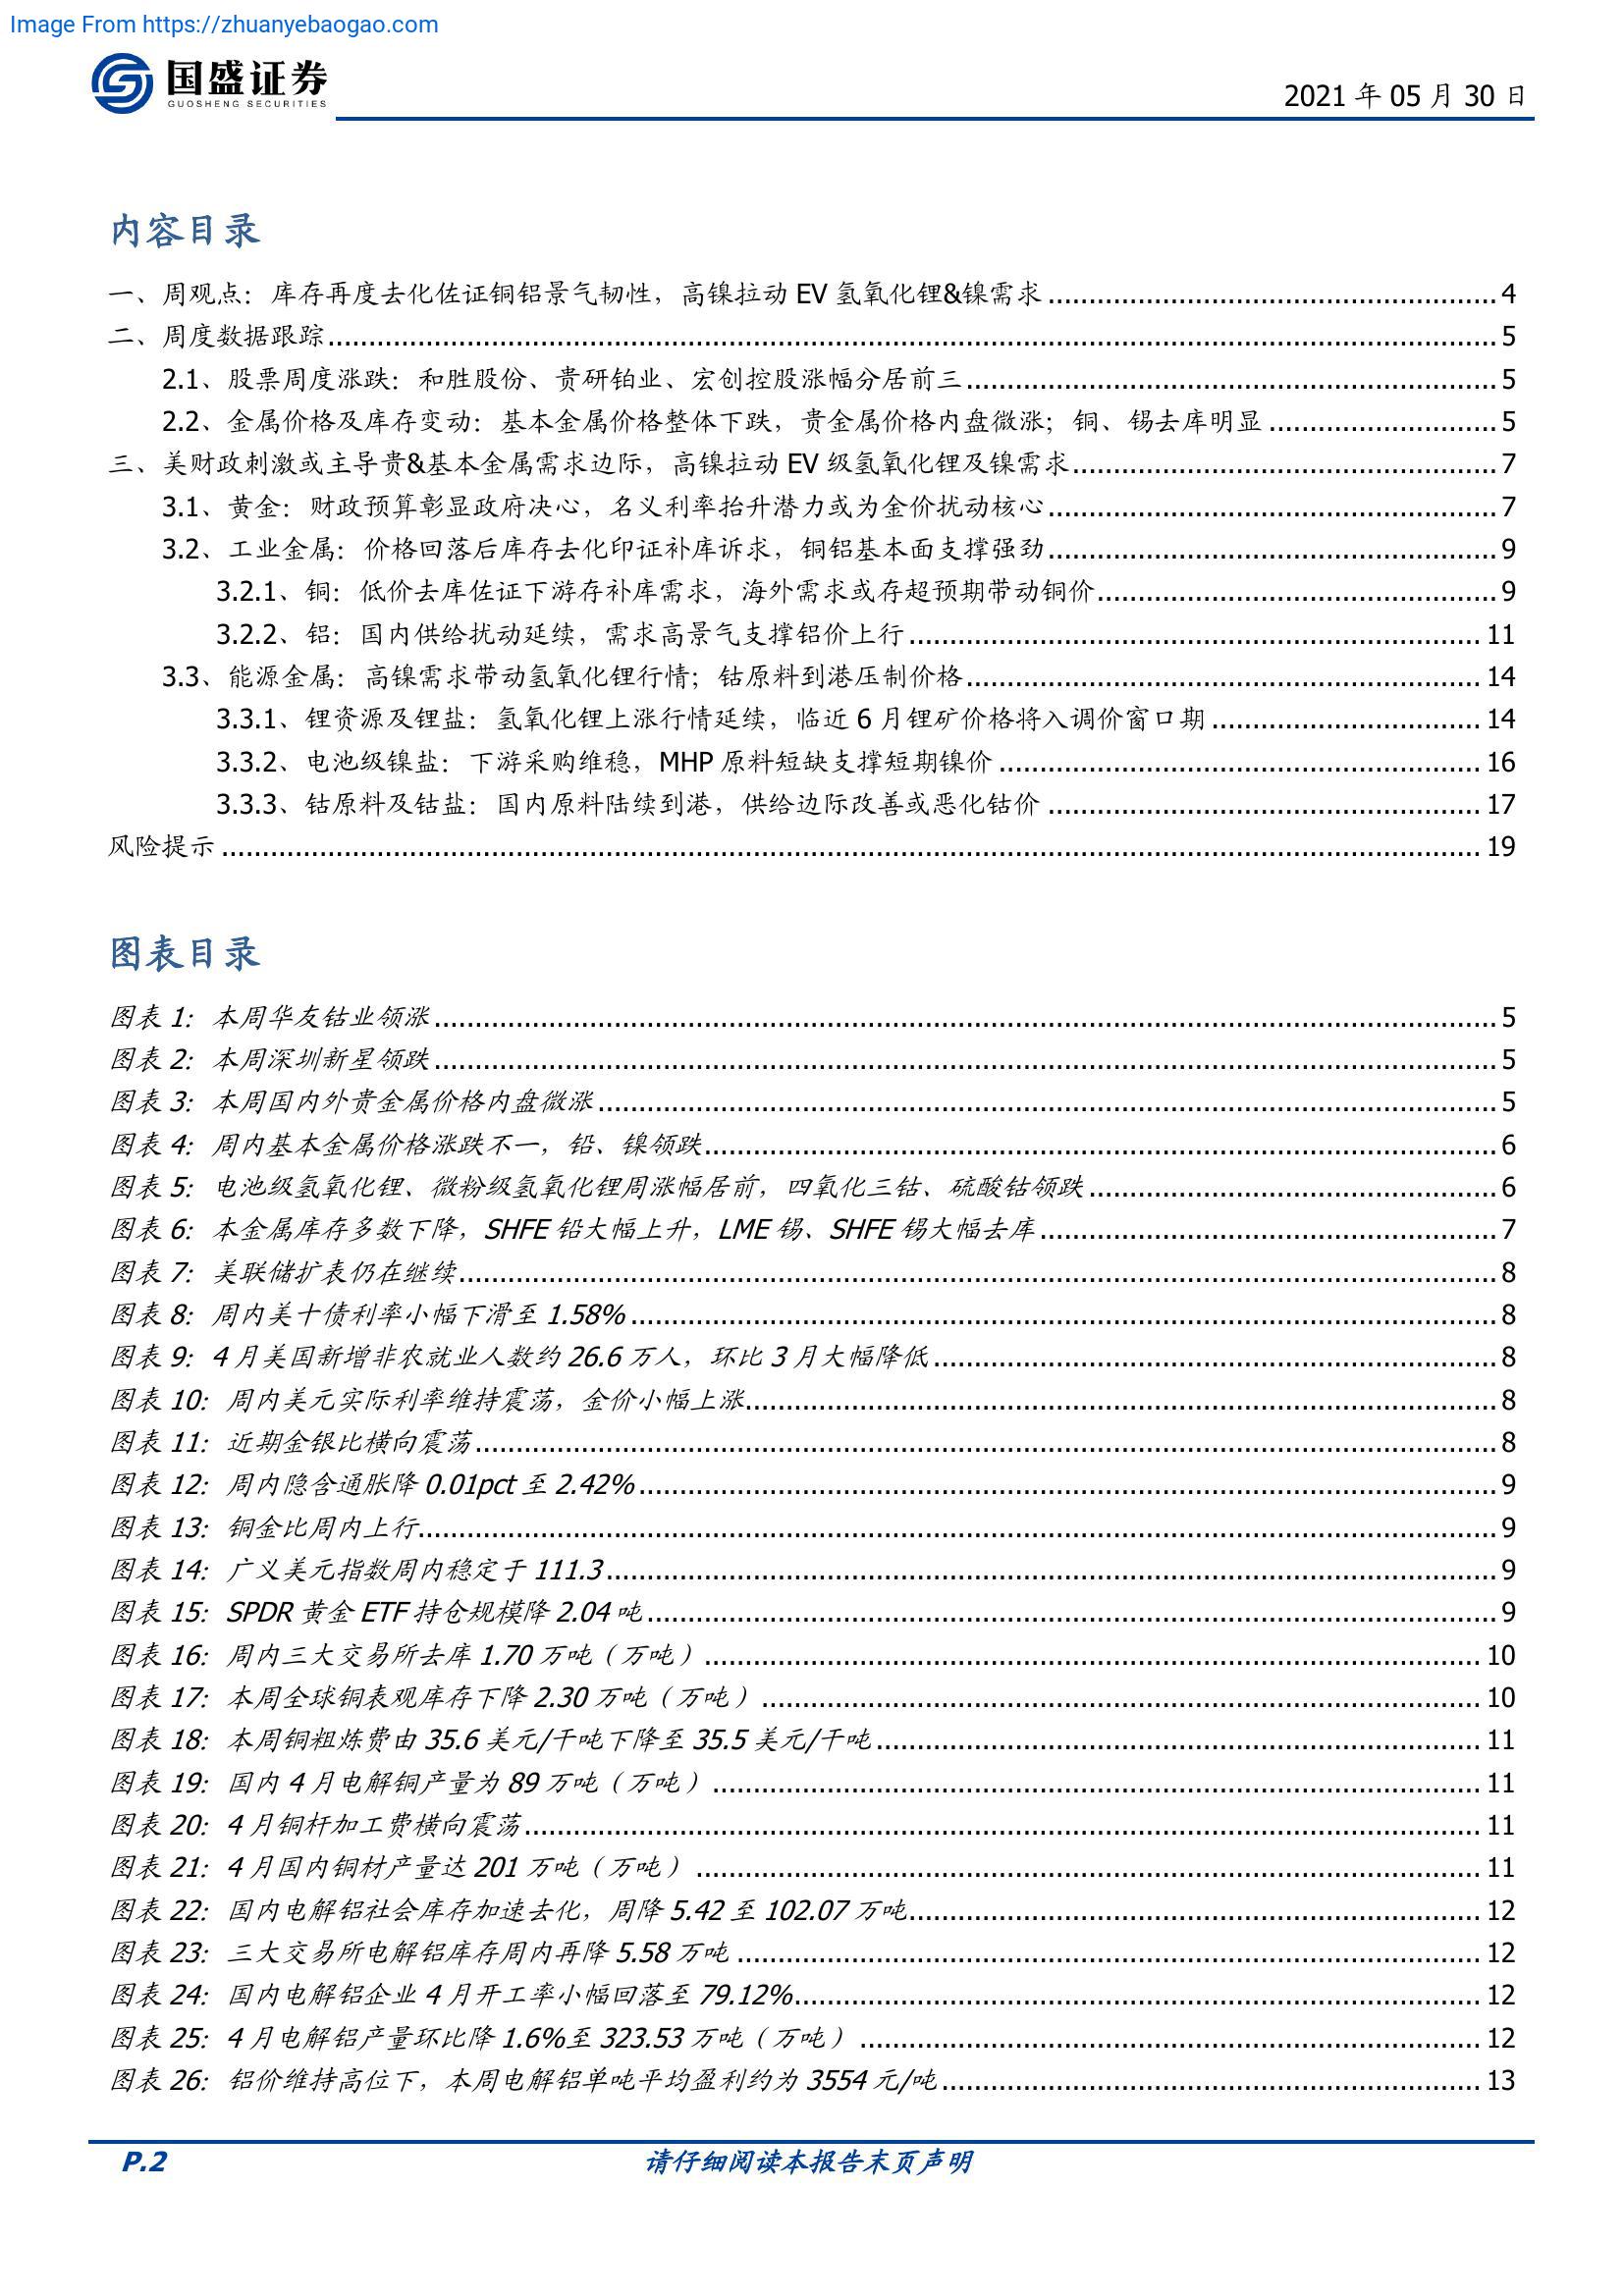 Image From https://zhuanyebaogao.com
国盛证券
GUOSHENG SECURITIES
2021 年 05 月 30 日
内容目录
一、周观点：库存再度去化佐证铜铝景气韧性，高镍拉动 EV 氢氧化锂&镍需求 4
二、周度数据跟踪 5
2.1、股票周度涨跌：和胜股份、贵研铂业、宏创控股涨幅分居前三 5
2.2、金属价格及库存变动：基本金属价格整体下跌，贵金属价格内盘微涨；铜、锡去库明显 5
三、美财政刺激或主导贵&基本金属需求边际，高镍拉动 EV 级氢氧化锂及镍需求 7
3.1、黄金：财政预算彰显政府决心，名义利率抬升潜力或为金价扰动核心 7
3.2、工业金属：价格回落后库存去化印证补库诉求，铜铝基本面支撑强劲 9
3.2.1、铜：低价去库佐证下游存补库需求，海外需求或存超预期带动铜价 9
3.2.2、铝：国内供给扰动延续，需求高景气支撑铝价上行 11
3.3、能源金属：高镍需求带动氢氧化锂行情；钴原料到港压制价格 14
3.3.1、锂资源及锂盐：氢氧化锂上涨行情延续，临近 6 月锂矿价格将入调价窗口期 14
3.3.2、电池级镍盐：下游采购维稳，MHP 原料短缺支撑短期镍价 16
3.3.3、钴原料及钴盐：国内原料陆续到港，供给边际改善或恶化钴价 17
风险提示 19
图表目录
图表 1：本周华友钴业领涨 5
图表 2：本周深圳新星领跌 5
图表 3：本周国内外贵金属价格内盘微涨 5
图表 4：周内基本金属价格涨跌不一，铅、镍领跌 6
图表 5：电池级氢氧化锂、微粉级氢氧化锂周涨幅居前，四氧化三钴、硫酸钴领跌 6
图表 6：本金属库存多数下降，SHFE 铅大幅上升，LME 锡、SHFE 锡大幅去库 7
图表 7：美联储扩表仍在继续 8
图表 8：周内美十债利率小幅下滑至 1.58% 8
图表 9：4 月美国新增非农就业人数约 26.6 万人，环比 3 月大幅降低 8
图表 10：周内美元实际利率维持震荡，金价小幅上涨 8
图表 11：近期金银比横向震荡 8
图表 12：周内隐含通胀降 0.01pct 至 2.42% 9
图表 13：铜金比周内上行 9
图表 14：广义美元指数周内稳定于 111.3 9
图表 15：SPDR 黄金 ETF 持仓规模降 2.04 吨 9
图表 16：周内三大交易所去库 1.70 万吨（万吨） 10
图表 17：本周全球铜表观库存下降 2.30 万吨（万吨） 10
图表 18：本周铜粗炼费由 35.6 美元/干吨下降至 35.5 美元/干吨 11
图表 19：国内 4 月电解铜产量为 89 万吨（万吨） 11
图表 20：4 月铜杆加工费横向震荡 11
图表 21：4 月国内铜材产量达 201 万吨（万吨） 11
图表 22：国内电解铝社会库存加速去化，周降 5.42 至 102.07 万吨 12
图表 23：三大交易所电解铝库存周内再降 5.58 万吨 12
图表 24：国内电解铝企业 4 月开工率小幅回落至 79.12% 12
图表 25：4 月电解铝产量环比降 1.6%至 323.53 万吨（万吨） 12
图表 26：铝价维持高位下，本周电解铝单吨平均盈利约为 3554 元/吨 13
P.2
请仔细阅读本报告末页声明